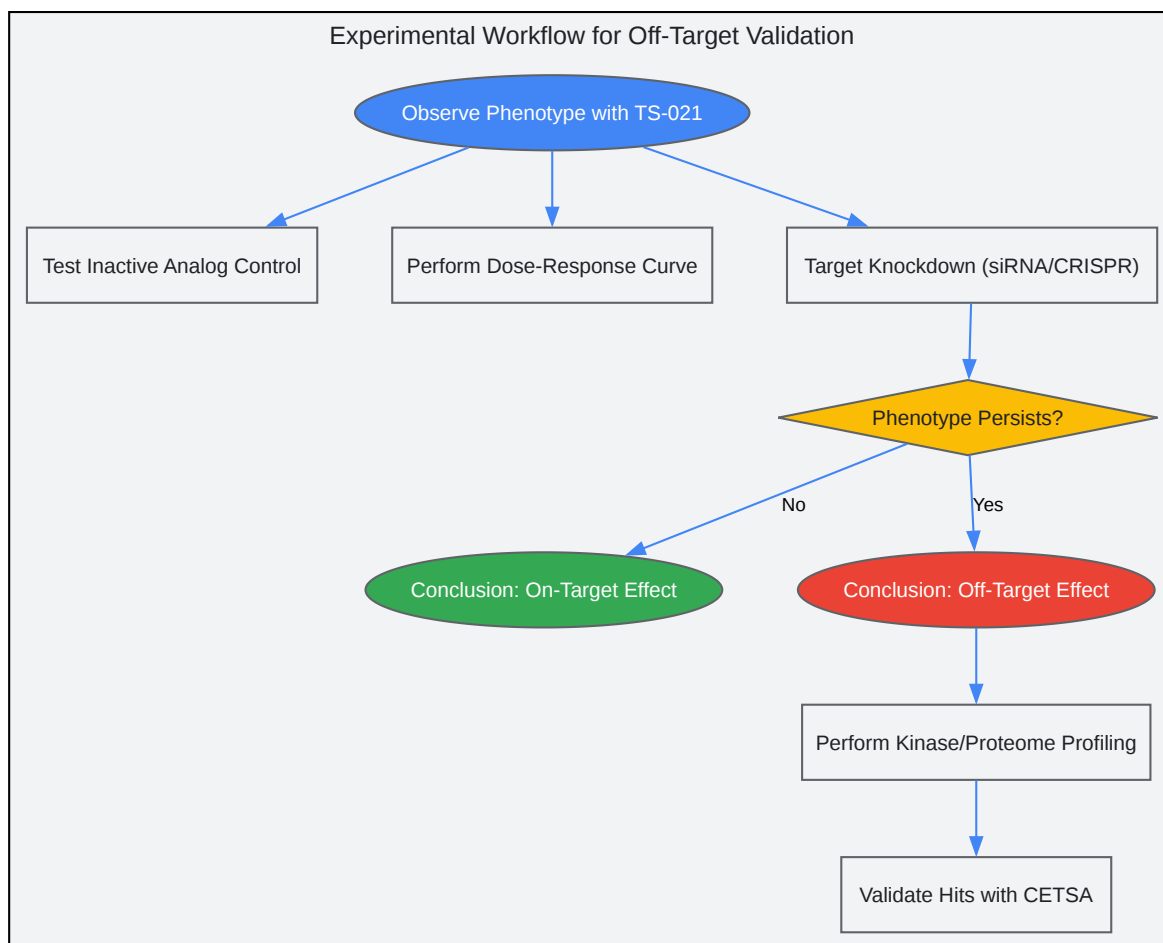 Experimental Workflow for Off-Target Validation
Observe Phenotype with TS-021
Test Inactive Analog Control
Perform Dose-Response Curve
Target Knockdown (siRNA/CRISPR)
Phenotype Persists?
No
Yes
Conclusion: On-Target Effect
Conclusion: Off-Target Effect
Perform Kinase/Proteome Profiling
Validate Hits with CETSA